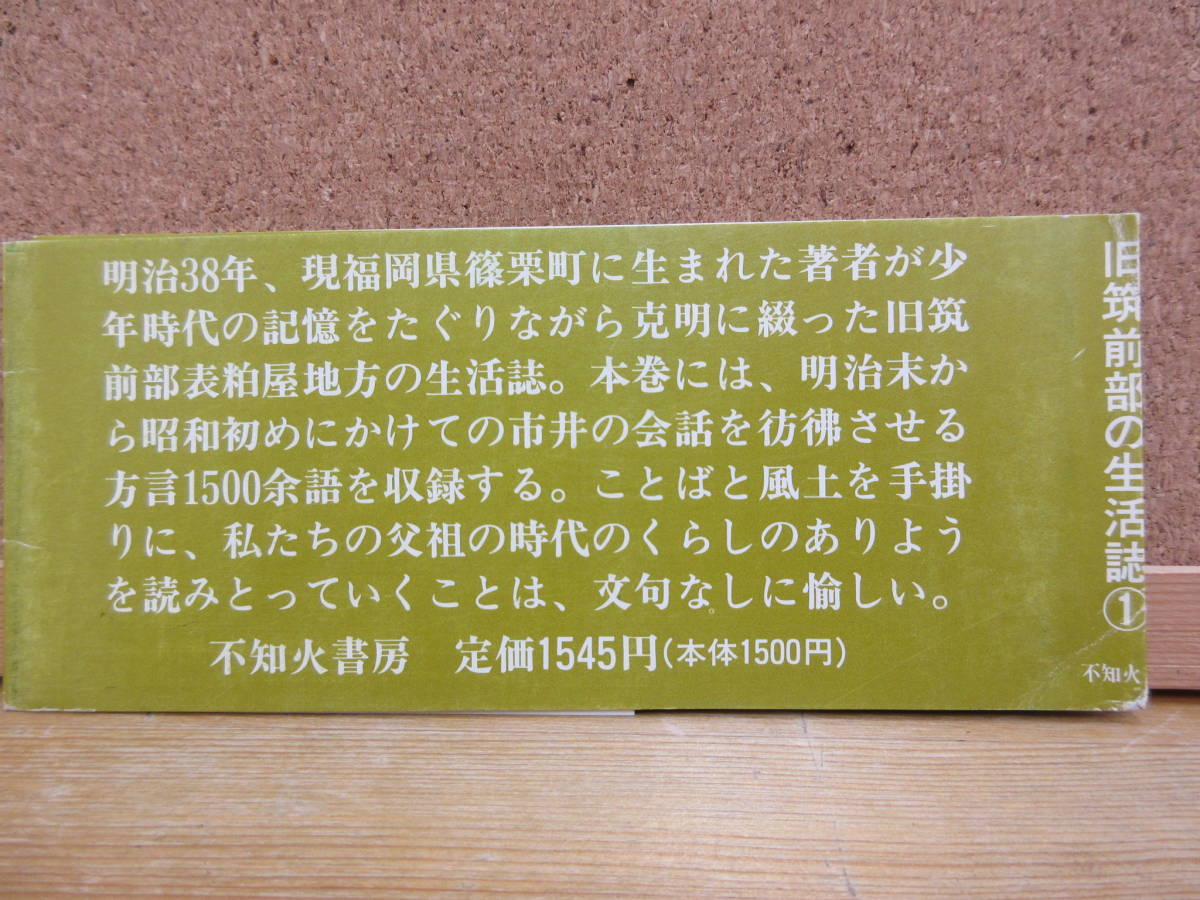 明治38年、現福岡県篠栗町に生まれた著者が少
年時代の記憶をたぐりながら克明に綴った旧筑
前部表粕屋地方の生活誌。本巻には、明治末か
ら昭和初めにかけての市井の会話を彷彿させる
方言1500余語を収録する。ことばと風土を手掛
りに、私たちの父祖の時代のくらしのありよう
を読みとっていくことは、文句なしに愉しい。
不知火書房 定価1545円(本体1500円)
旧筑前部の生活誌①
不知火